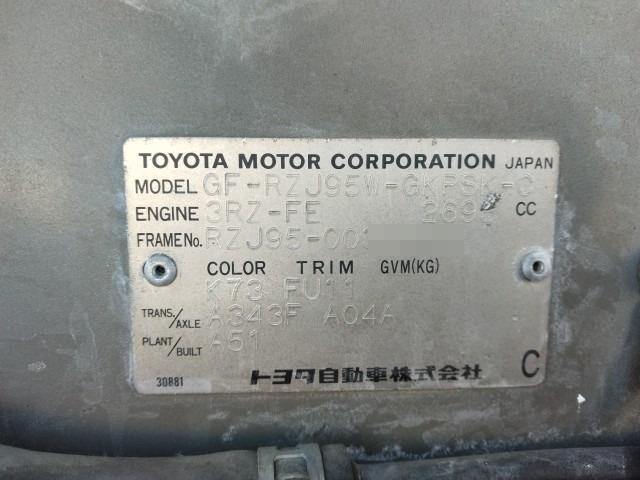 TOYOTA MOTOR CORPORATION JAPAN
MODEL GF-RZJ95W-GKPSK-C
ENGINE 3RZ-FE 269 CC
FRAME No. RZJ95-00
COLOR TRIM GVM(KG)
K73 FU11
TRANS./AXLE A343F A04A
PLANT/BUILT A51
30881 トヨタ自動車株式会社 C